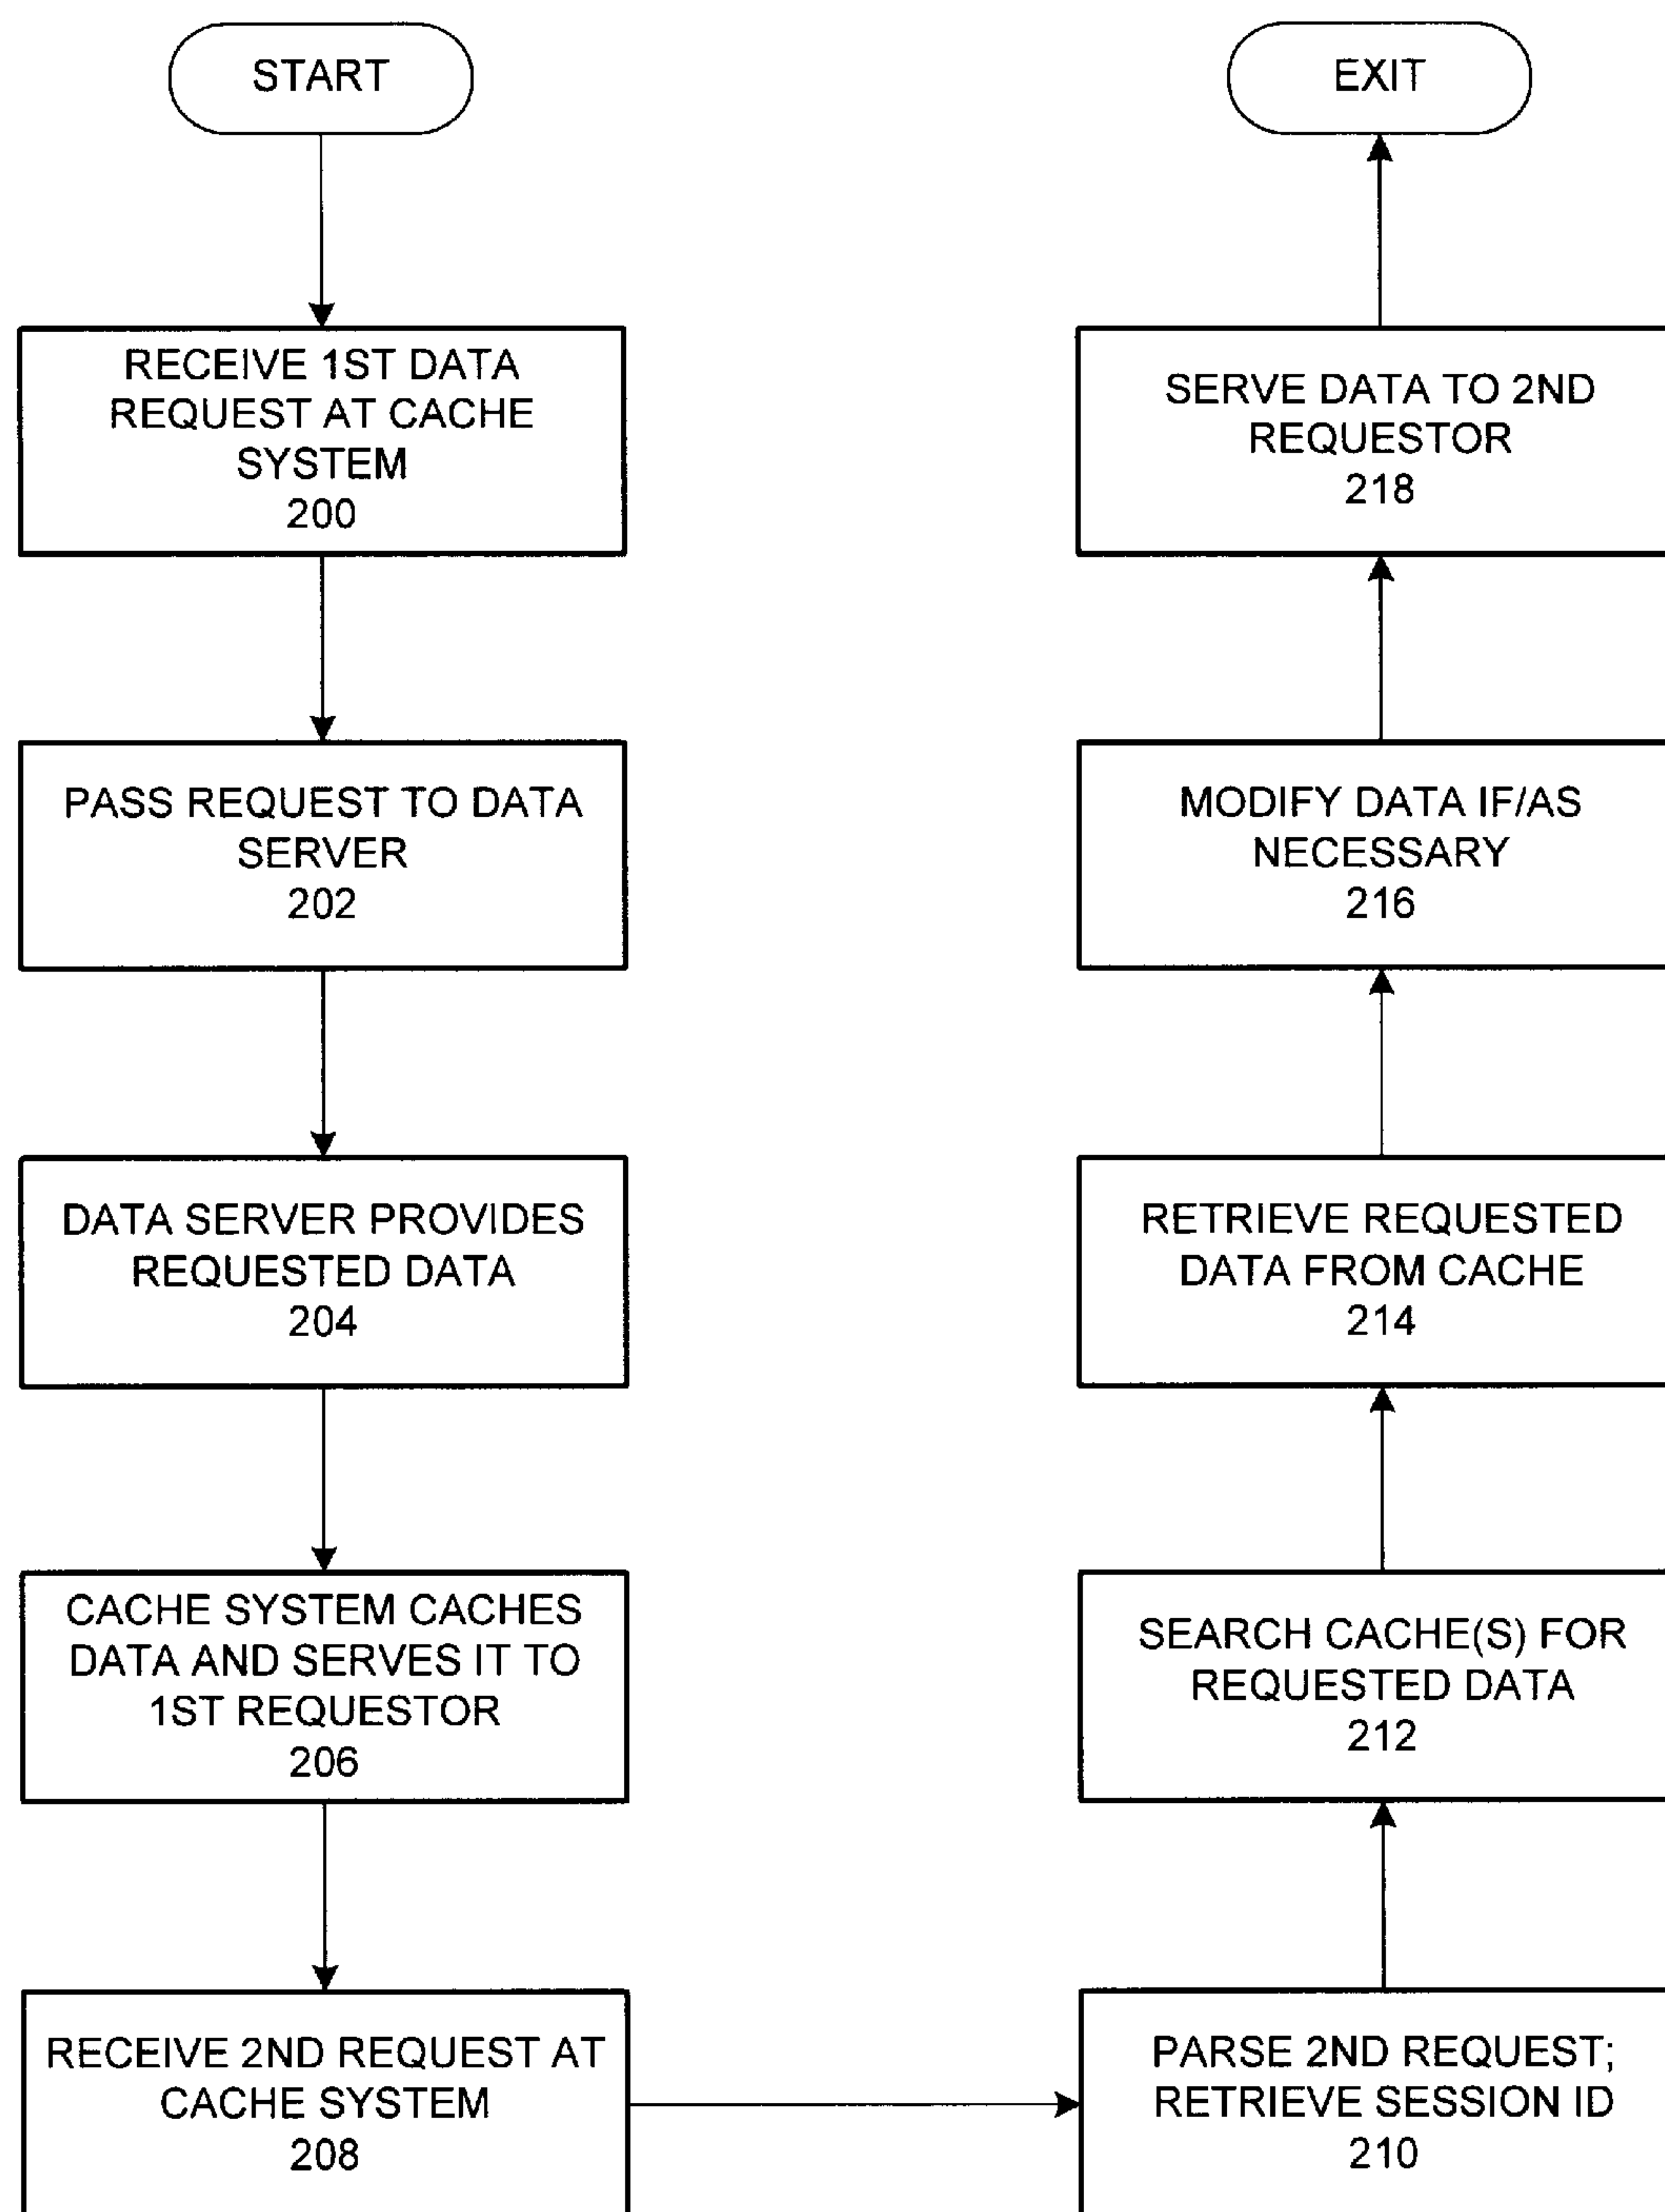 START
RECEIVE 1ST DATA
REQUEST AT CACHE
SYSTEM
200
PASS REQUEST TO DATA
SERVER
202
DATA SERVER PROVIDES
REQUESTED DATA
204
CACHE SYSTEM CACHES
DATA AND SERVES IT TO
1ST REQUESTOR
206
RECEIVE 2ND REQUEST AT
CACHE SYSTEM
208
PARSE 2ND REQUEST;
RETRIEVE SESSION ID
210
SEARCH CACHE(S) FOR
REQUESTED DATA
212
RETRIEVE REQUESTED
DATA FROM CACHE
214
MODIFY DATA IF/AS
NECESSARY
216
SERVE DATA TO 2ND
REQUESTOR
218
EXIT